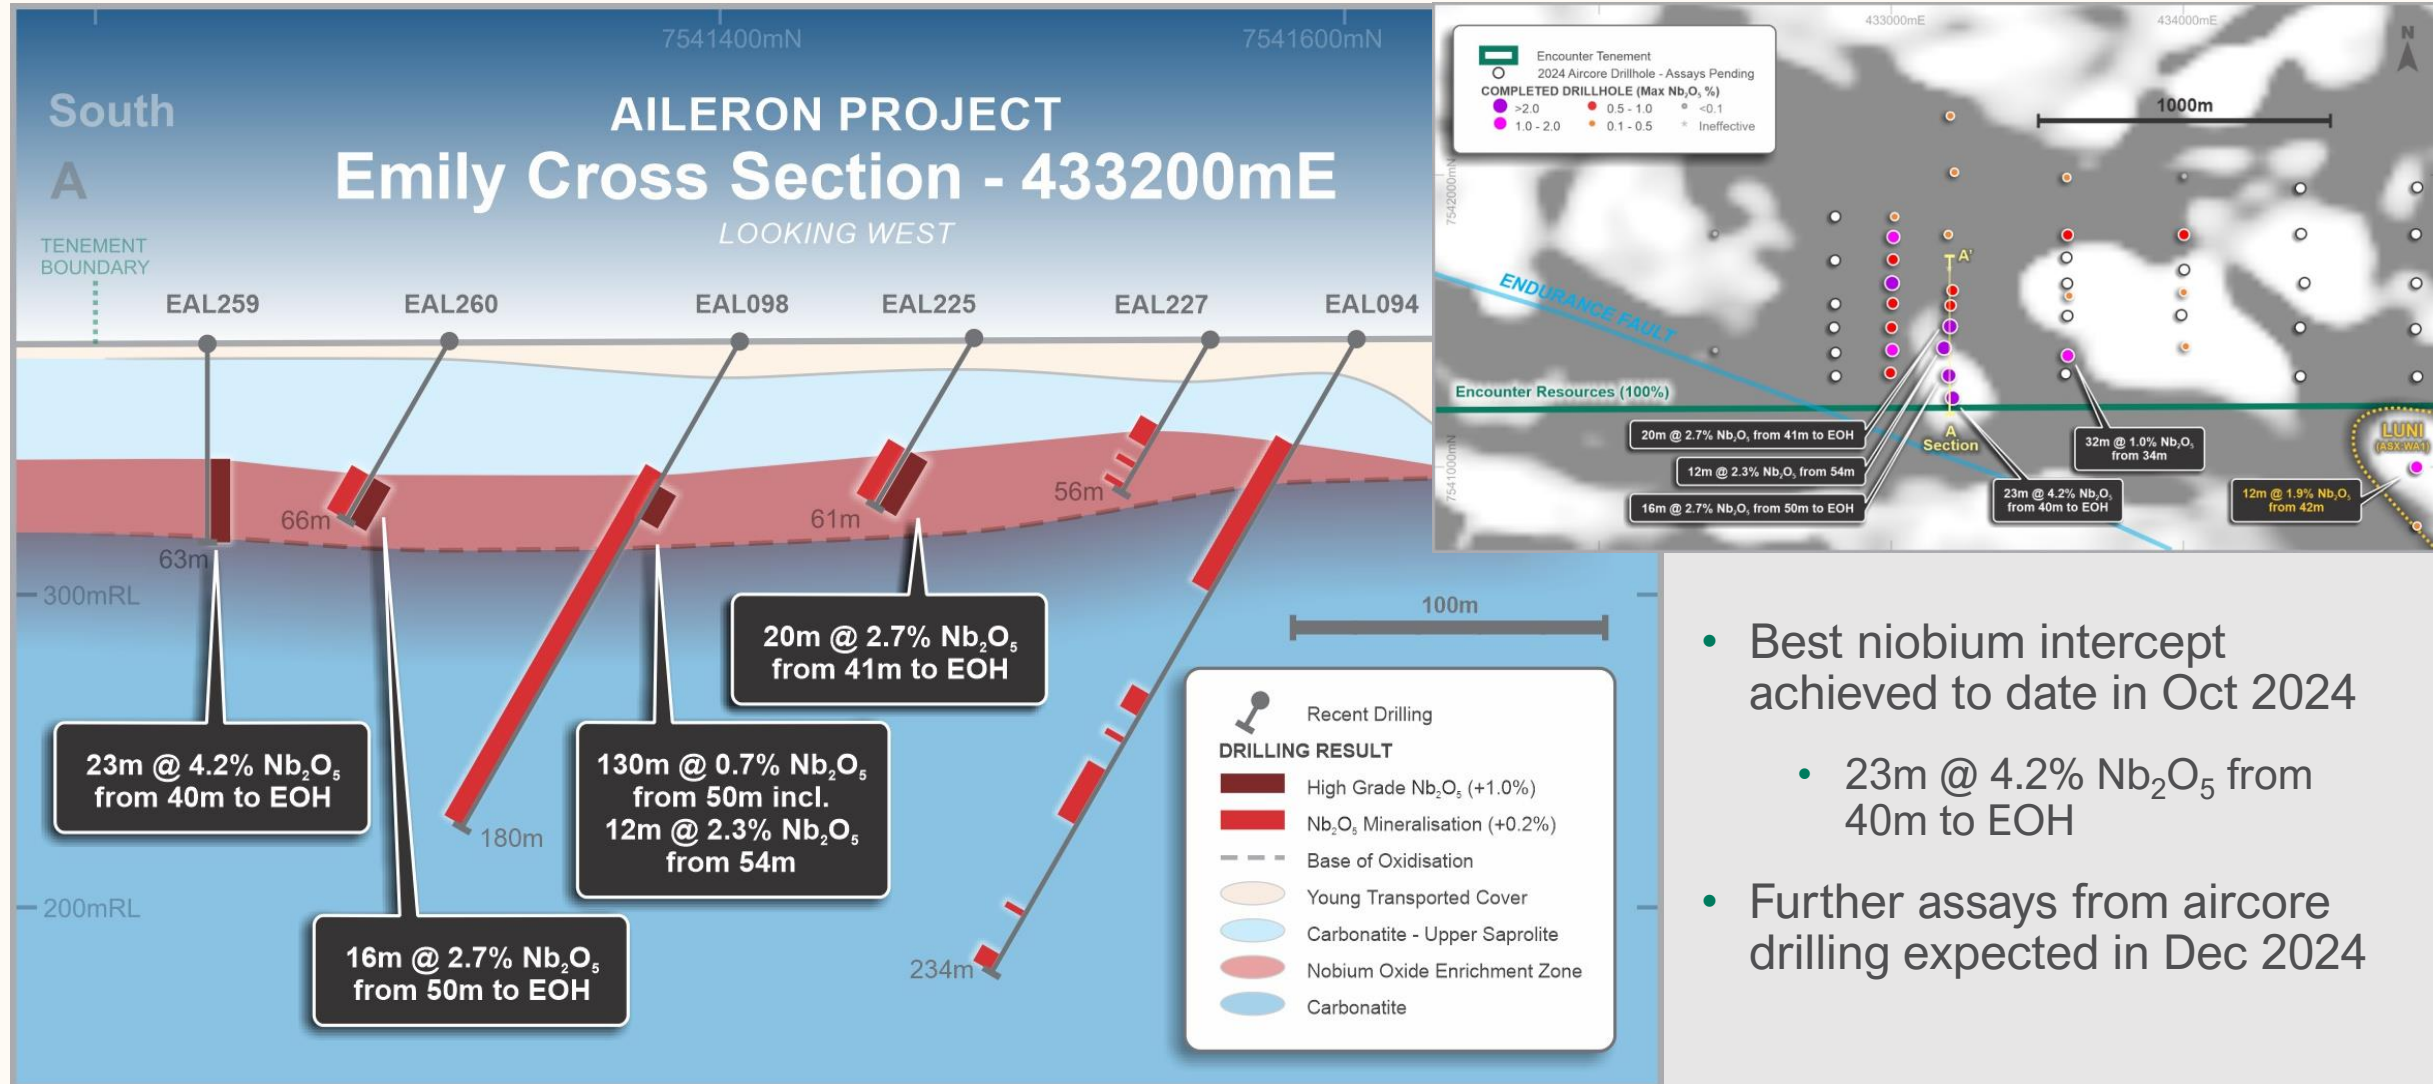 7541400mN
7541600mN
South
A
AILERON PROJECT
Emily Cross Section - 433200mE
LOOKING WEST
TENEMENT
BOUNDARY
EAL259
EAL260
EAL098
EAL225
EAL227
EAL094
63m
66m
180m
61m
56m
234m
300mRL
200mRL
23m @ 4.2% Nb₂O₅
from 40m to EOH
16m @ 2.7% Nb₂O₅
from 50m to EOH
130m @ 0.7% Nb₂O₅
from 50m incl.
12m @ 2.3% Nb₂O₅
from 54m
20m @ 2.7% Nb₂O₅
from 41m to EOH
100m
Recent Drilling
DRILLING RESULT
High Grade Nb₂O₅ (+1.0%)
Nb₂O₅ Mineralisation (+0.2%)
Base of Oxidisation
Young Transported Cover
Carbonatite - Upper Saprolite
Nobium Oxide Enrichment Zone
Carbonatite
433000mE
434000mE
N
Encounter Tenement
2024 Aircore Drillhole - Assays Pending
COMPLETED DRILLHOLE (Max Nb₂O₅ %)
>2.0
0.5 - 1.0
<0.1
1.0 - 2.0
0.1 - 0.5
Ineffective
1000m
7542000mN
7541000mN
A'
ENDURANCE FAULT
Encounter Resources (100%)
A
Section
20m @ 2.7% Nb₂O₅ from 41m to EOH
12m @ 2.3% Nb₂O₅ from 54m
16m @ 2.7% Nb₂O₅ from 50m to EOH
32m @ 1.0% Nb₂O₅
from 34m
23m @ 4.2% Nb₂O₅
from 40m to EOH
LUNI
(ASX:WA1)
12m @ 1.9% Nb₂O₅
from 42m
• Best niobium intercept
achieved to date in Oct 2024
• 23m @ 4.2% Nb₂O₅ from
40m to EOH
• Further assays from aircore
drilling expected in Dec 2024